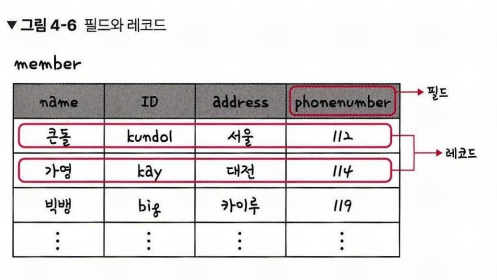 ▼ 그림 4-6 필드와 레코드
member
name ID address phonenumber → 필드
큰돌 kundol 서울 112
→ 레코드
가영 kay 대전 114
빅뱅 big 카이루 119
⋮ ⋮ ⋮ ⋮